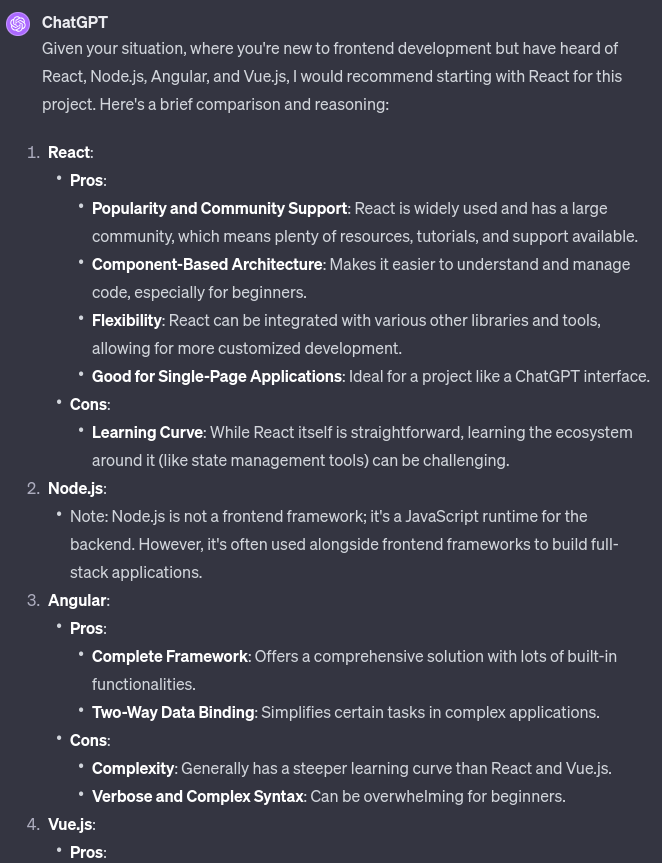 ChatGPT
Given your situation, where you're new to frontend development but have heard of
React, Node.js, Angular, and Vue.js, I would recommend starting with React for this
project. Here's a brief comparison and reasoning:
1. React:
• Pros:
• Popularity and Community Support: React is widely used and has a large
community, which means plenty of resources, tutorials, and support available.
• Component-Based Architecture: Makes it easier to understand and manage
code, especially for beginners.
• Flexibility: React can be integrated with various other libraries and tools,
allowing for more customized development.
• Good for Single-Page Applications: Ideal for a project like a ChatGPT interface.
• Cons:
• Learning Curve: While React itself is straightforward, learning the ecosystem
around it (like state management tools) can be challenging.
2. Node.js:
• Note: Node.js is not a frontend framework; it's a JavaScript runtime for the
backend. However, it's often used alongside frontend frameworks to build full-
stack applications.
3. Angular:
• Pros:
• Complete Framework: Offers a comprehensive solution with lots of built-in
functionalities.
• Two-Way Data Binding: Simplifies certain tasks in complex applications.
• Cons:
• Complexity: Generally has a steeper learning curve than React and Vue.js.
• Verbose and Complex Syntax: Can be overwhelming for beginners.
4. Vue.js:
• Pros: